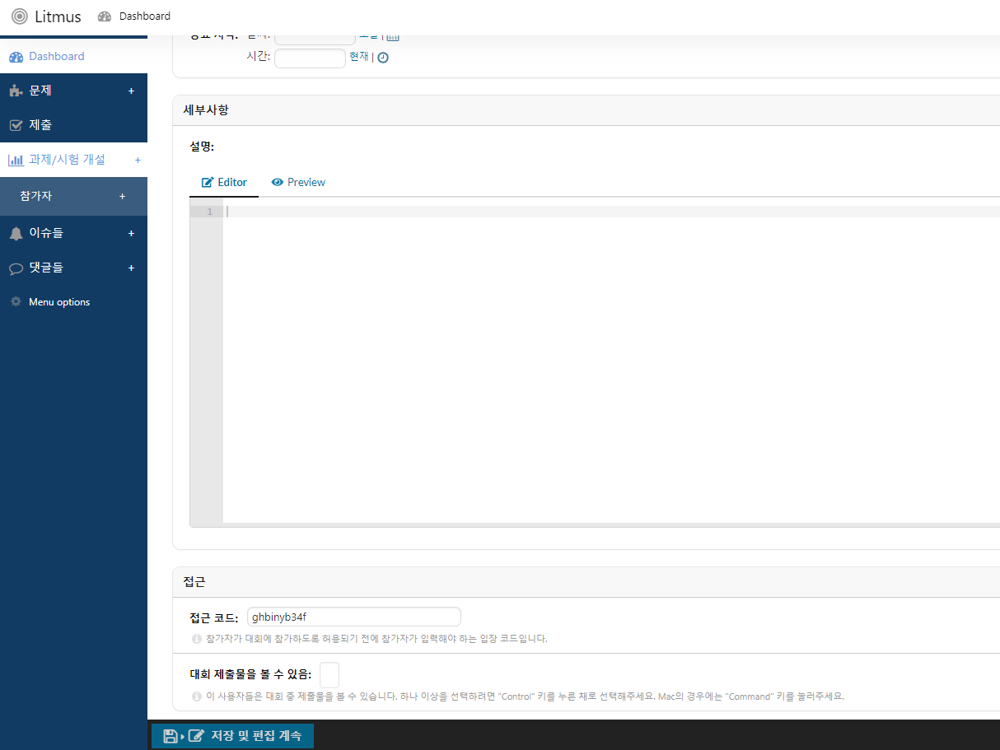 Litmus Dashboard
Dashboard
문제 +
제출
과제/시험 개설 +
참가자 +
이슈들 +
댓글들 +
Menu options
시간: 현재 |
세부사항
설명:
Editor Preview
1
접근
접근 코드: ghbinyb34f
참가자가 대회에 참가하도록 허용되기 전에 참가자가 입력해야 하는 입장 코드입니다.
대회 제출물을 볼 수 있음:
이 사용자들은 대회 중 제출물을 볼 수 있습니다. 하나 이상을 선택하려면 "Control" 키를 누른 채로 선택해주세요. Mac의 경우에는 "Command" 키를 눌러주세요.
저장 및 편집 계속